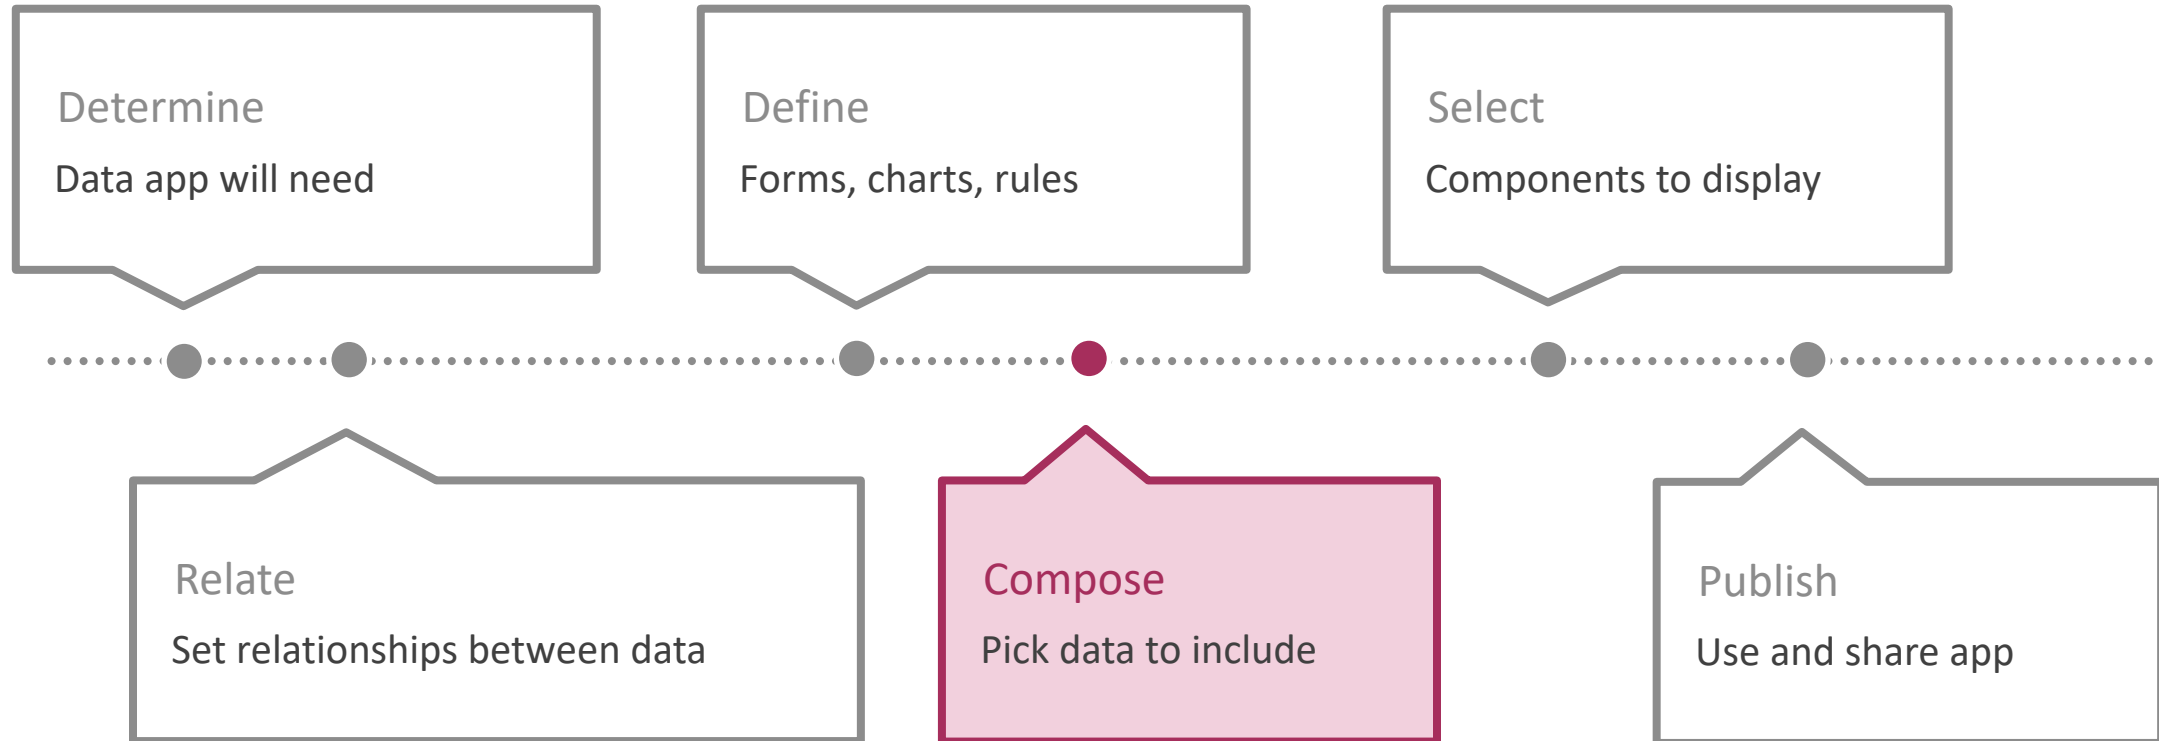 Determine
Data app will need
Define
Forms, charts, rules
Select
Components to display
Relate
Set relationships between data
Compose
Pick data to include
Publish
Use and share app